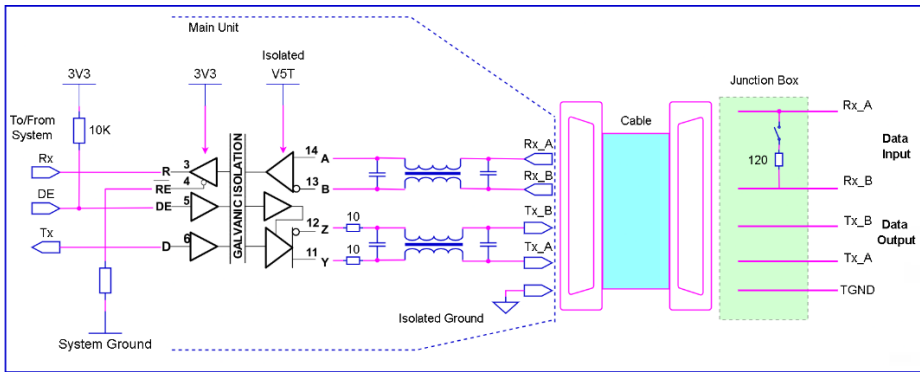 Main Unit
Isolated
3V3
3V3
V5T
Junction Box
To/From
System
10K
Cable
Rx_A
Rx
R
3
14
A
Rx_A
Data
Input
4
RE
GALVANIC ISOLATION
13
B
Rx_B
120
Rx_B
DE
DE
5
12
Z
10
Tx_B
Tx_B
Data
Output
Tx
D
6
11
Y
10
Tx_A
Tx_A
TGND
Isolated Ground
System Ground